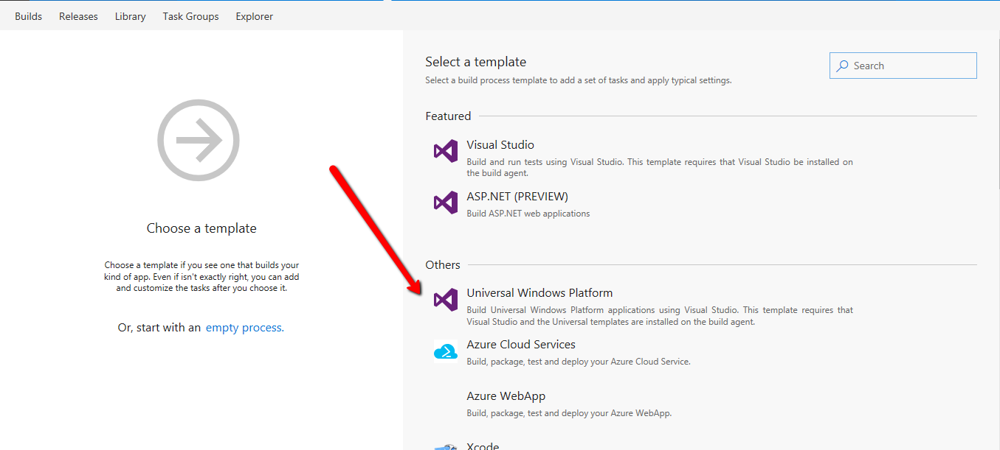 Builds Releases Library Task Groups Explorer
Choose a template
Choose a template if you see one that builds your
kind of app. Even if isn't exactly right, you can add
and customize the tasks after you choose it.
Or, start with an empty process.
Select a template
Search
Select a build process template to add a set of tasks and apply typical settings.
Featured
Visual Studio
Build and run tests using Visual Studio. This template requires that Visual Studio be installed on
the build agent.
ASP.NET (PREVIEW)
Build ASP.NET web applications
Others
Universal Windows Platform
Build Universal Windows Platform applications using Visual Studio. This template requires that
Visual Studio and the Universal templates are installed on the build agent.
Azure Cloud Services
Build, package, test and deploy your Azure Cloud Service.
Azure WebApp
Build, package, test and deploy your Azure WebApp.
Xcode